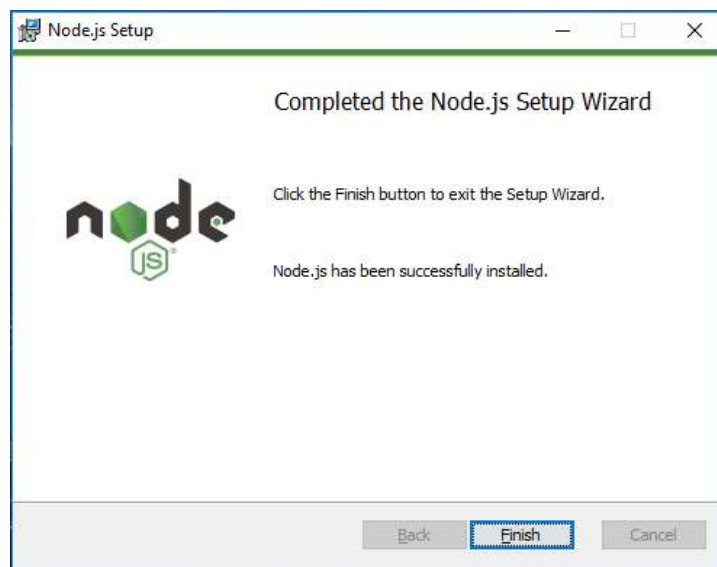 Node.js Setup
Completed the Node.js Setup Wizard
Click the Finish button to exit the Setup Wizard.
node
JS
Node.js has been successfully installed.
Back
Finish
Cancel